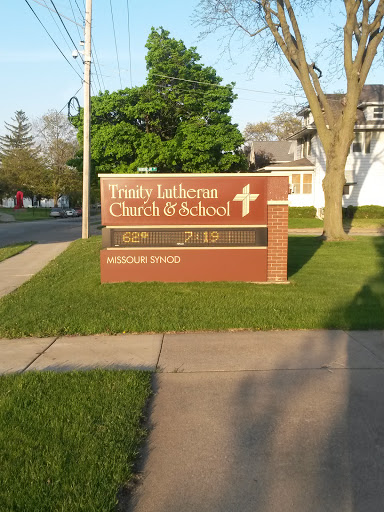 Trinity Lutheran
Church & School
62° 7:19
MISSOURI SYNOD